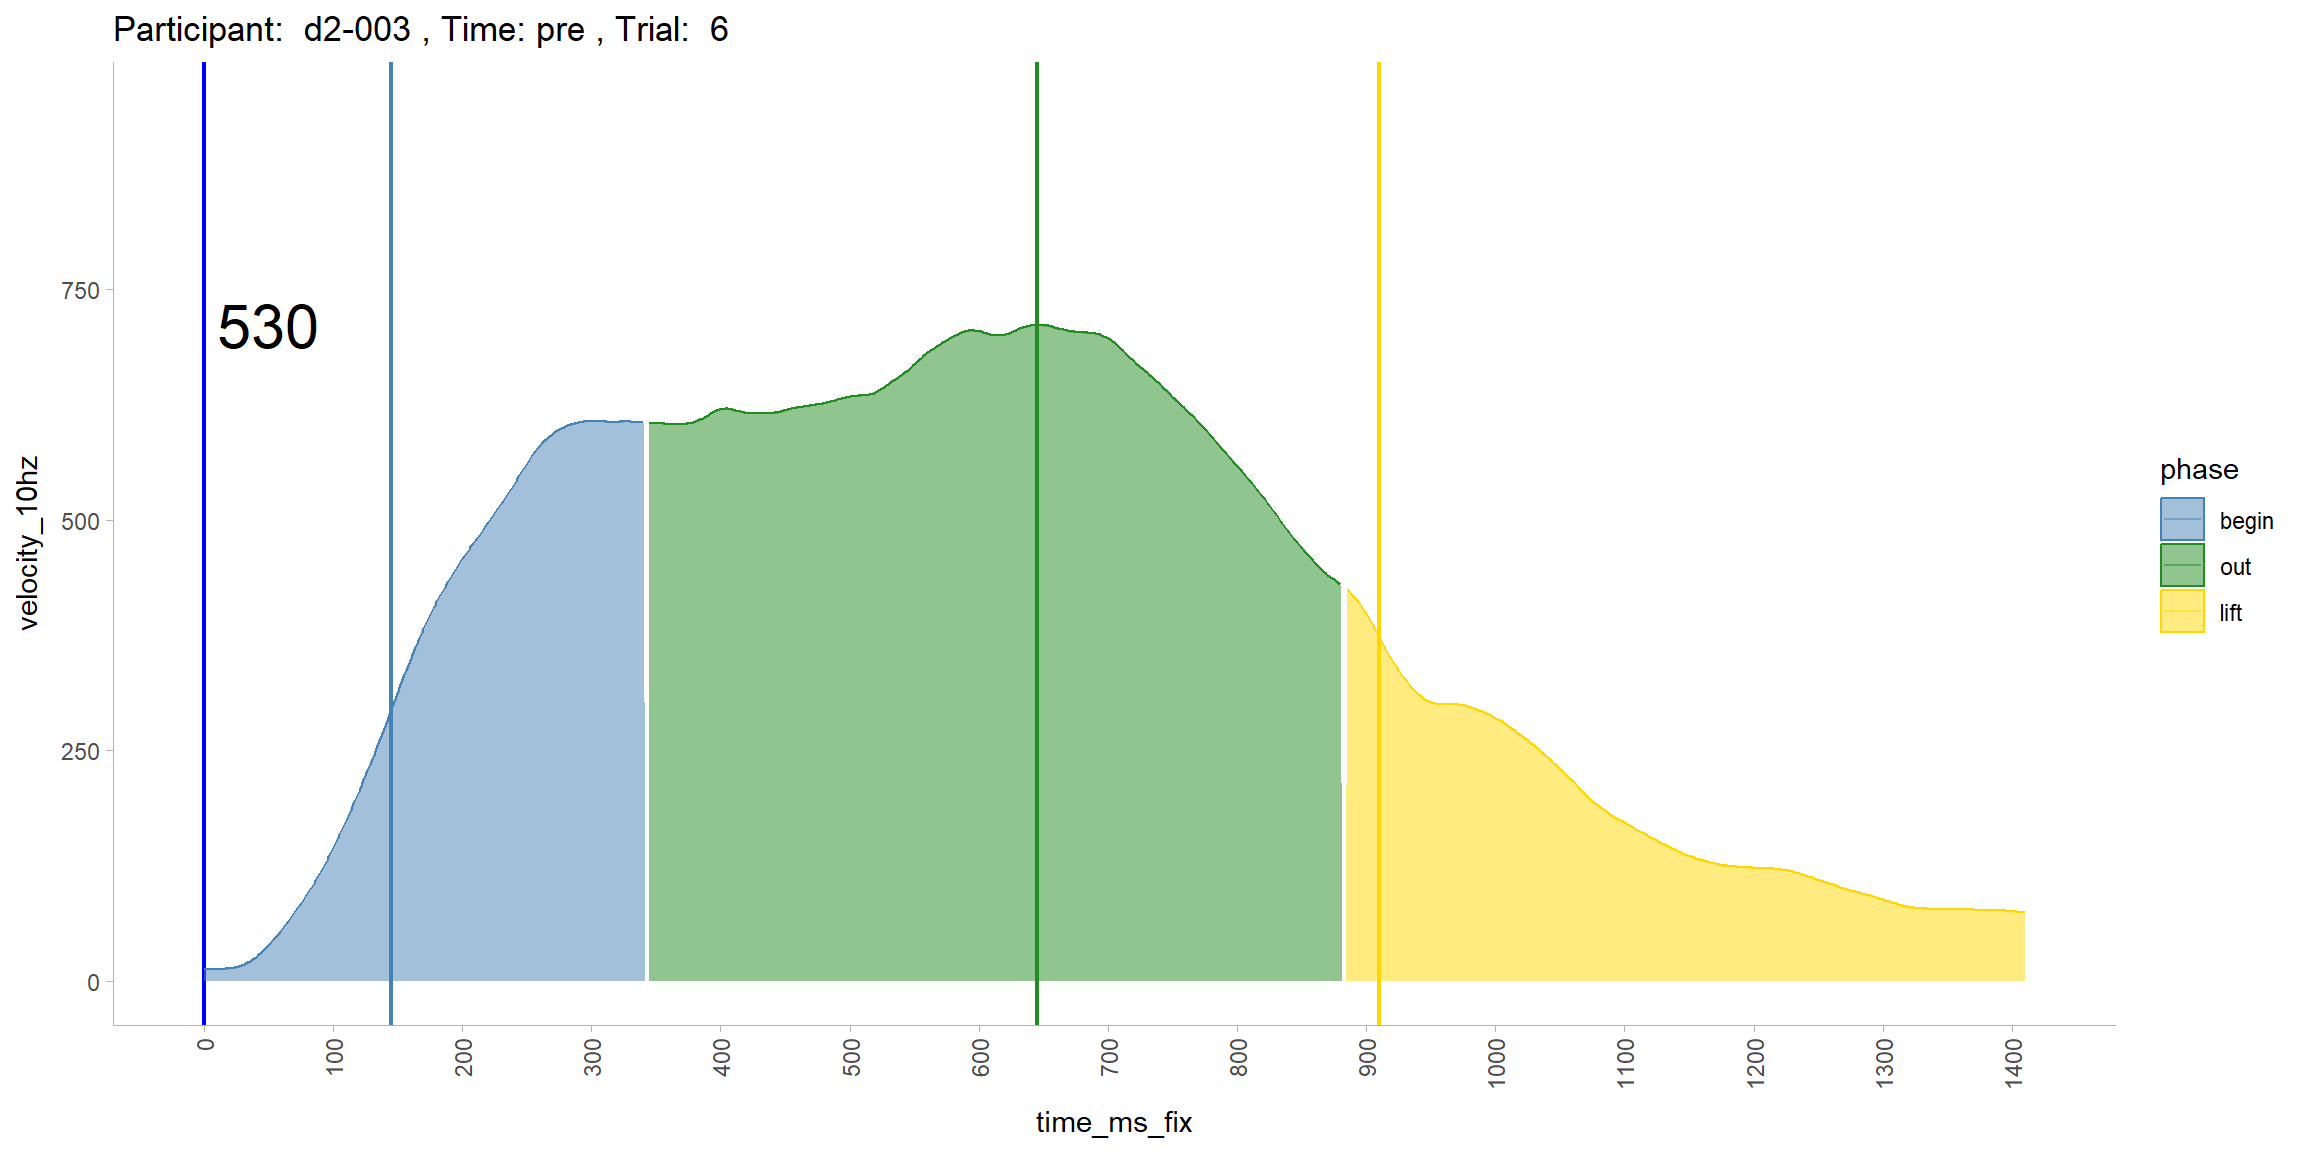 Participant:  d2-003 , Time: pre , Trial:  6
750
530
500
250
0
velocity_10hz
0 100 200 300 400 500 600 700 800 900 1000 1100 1200 1300 1400
time_ms_fix
phase
begin
out
lift